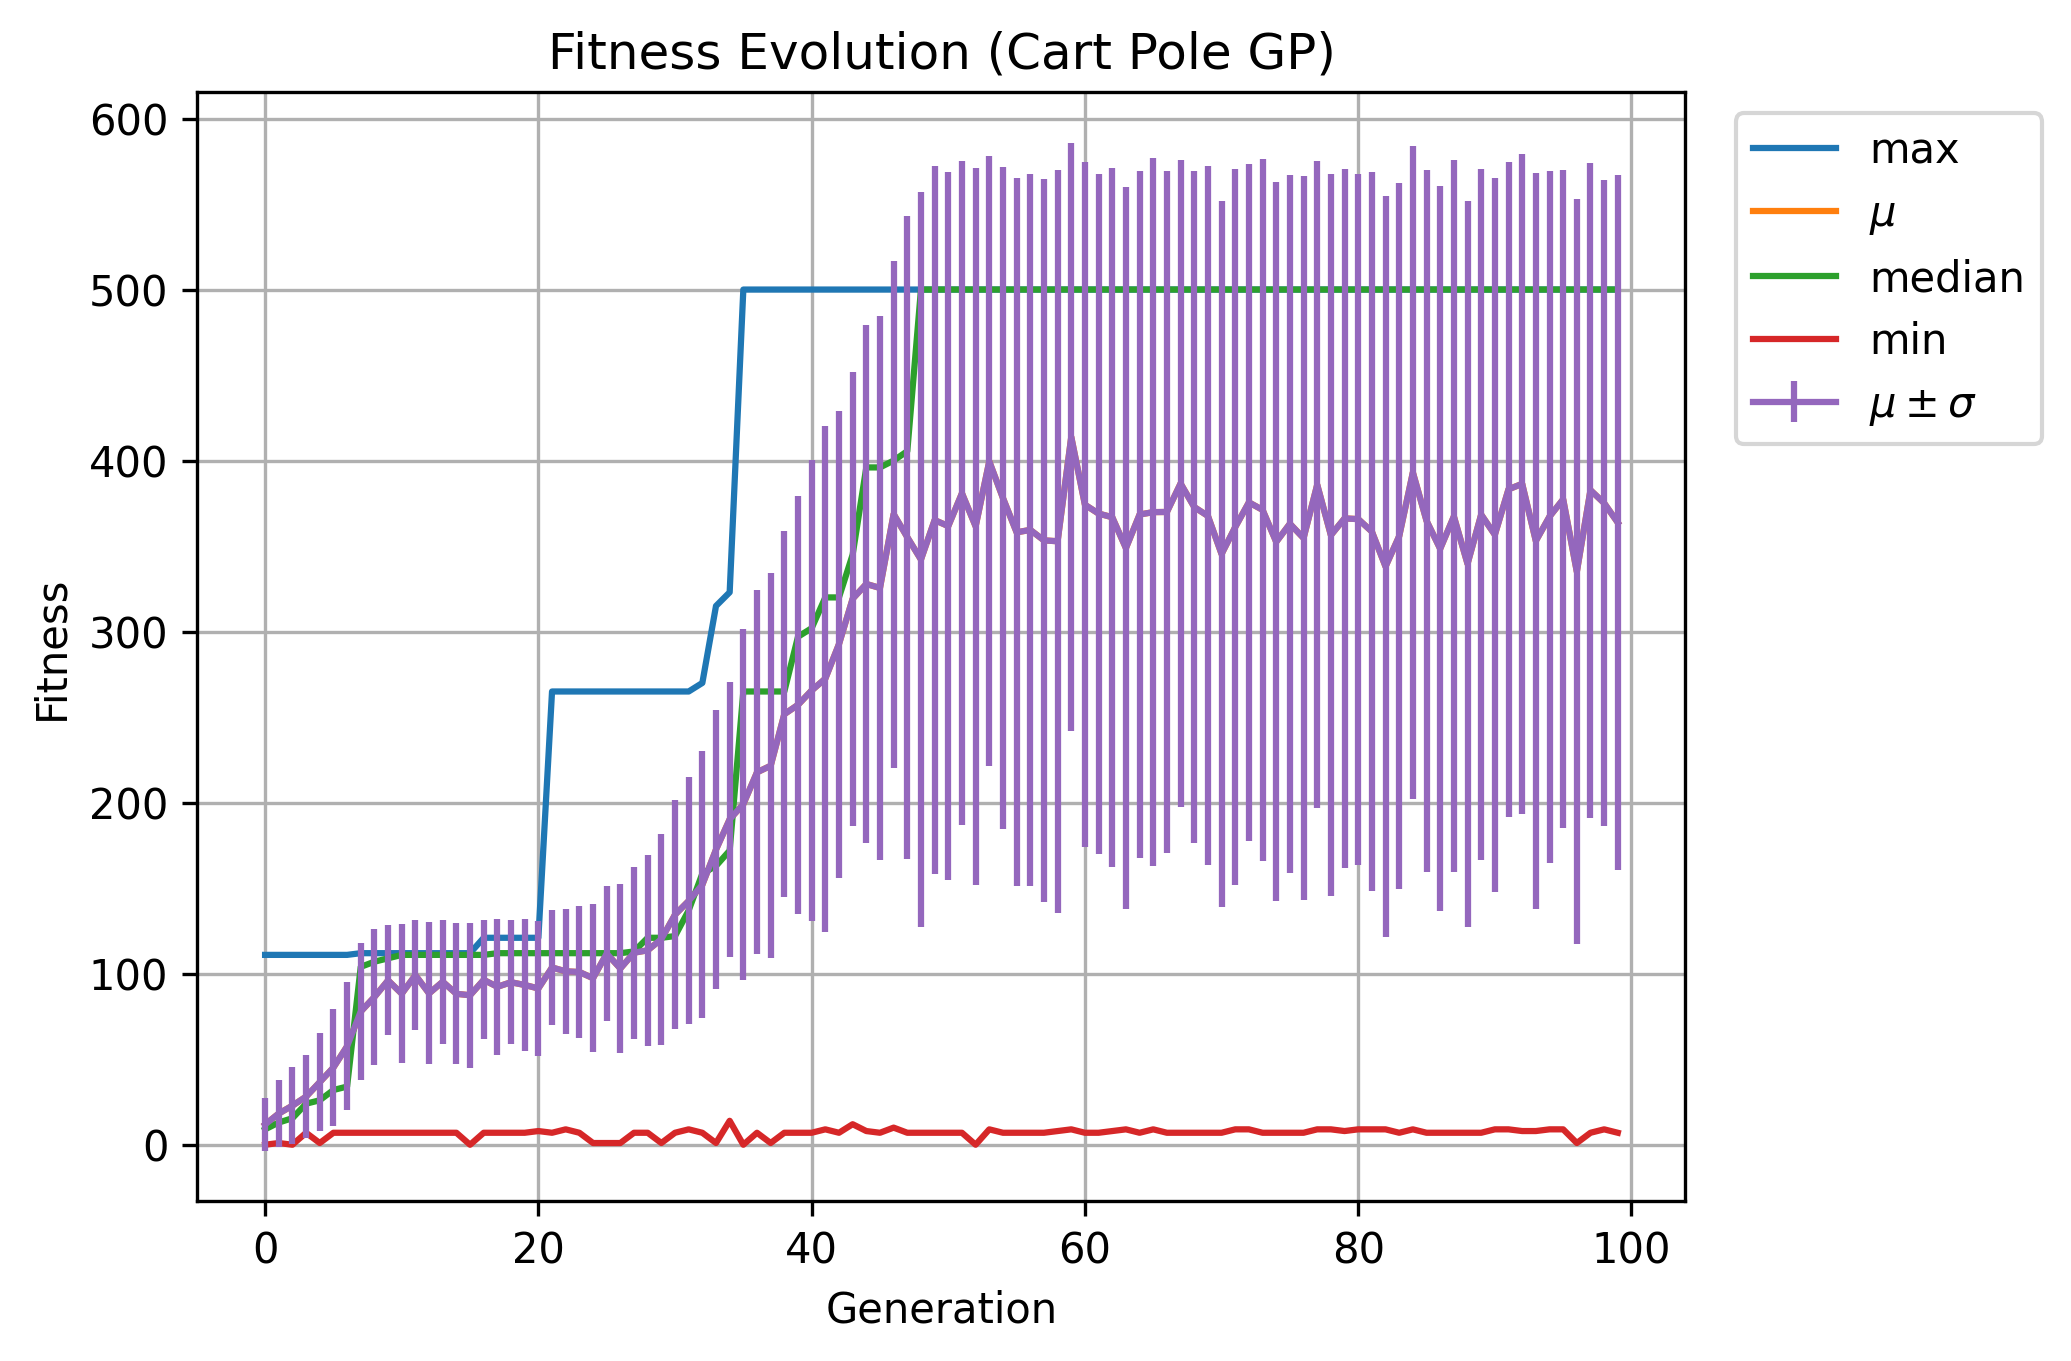 Fitness Evolution (Cart Pole GP)
600
500
400
300
200
100
0
Fitness
0 20 40 60 80 100
Generation
max
μ
median
min
μ ± σ